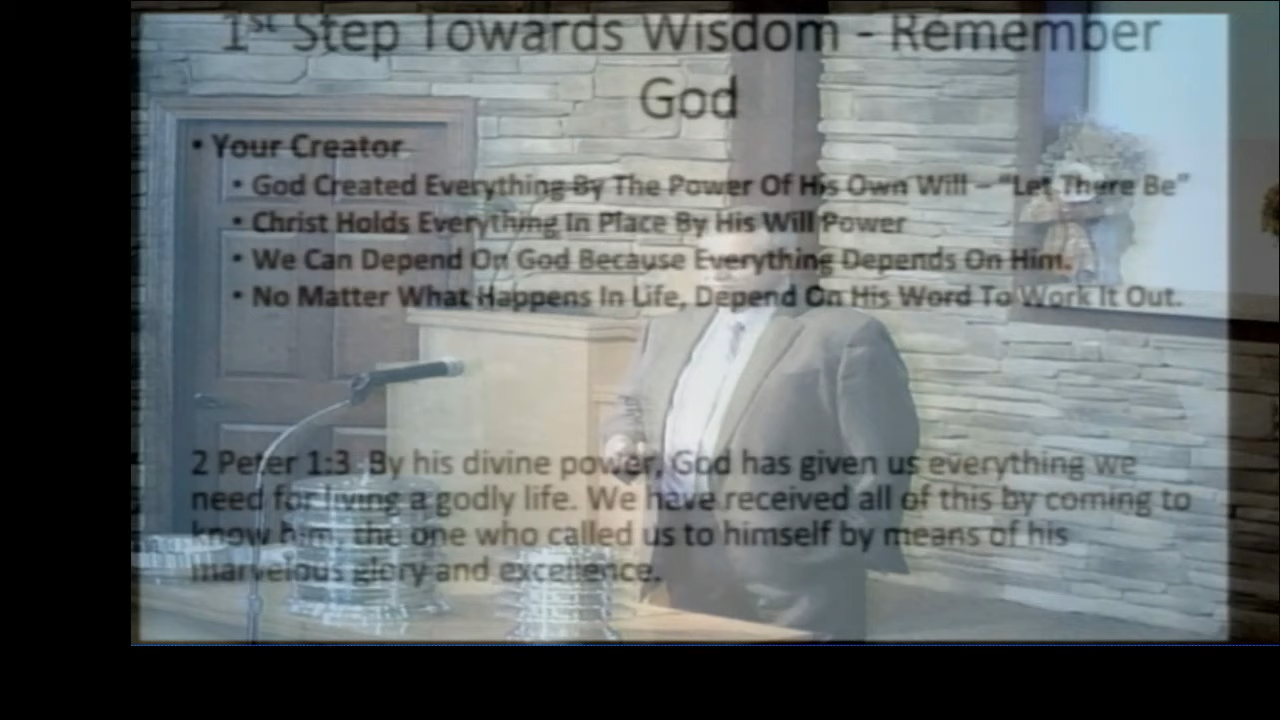 1st Step Towards Wisdom - Remember
God
• Your Creator
• God Created Everything By The Power Of His Own Will – "Let There Be"
• Christ Holds Everything In Place By His Will Power
• We Can Depend On God Because Everything Depends On Him.
• No Matter What Happens In Life, Depend On His Word To Work It Out.
2 Peter 1:3 By his divine power, God has given us everything we
need for living a godly life. We have received all of this by coming to
know him, the one who called us to himself by means of his
marvelous glory and excellence.